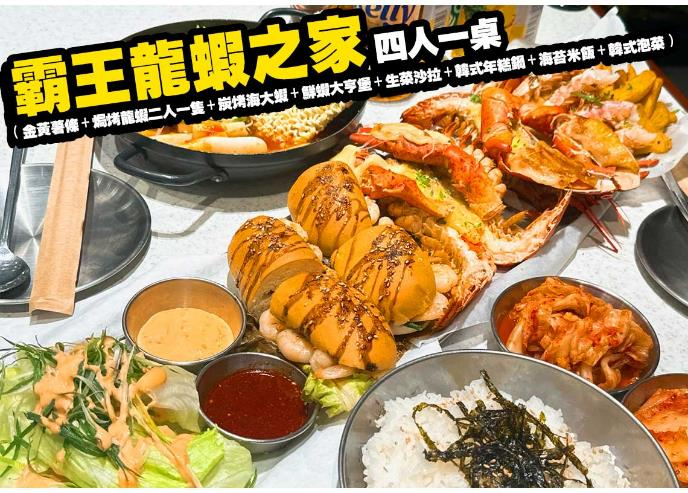 霸王龍蝦之家 四人一桌
(金黃薯條+焗烤龍蝦二人一隻+炭烤海大蝦+鮮蝦大亨堡+生菜沙拉+韓式年糕鍋+海苔米飯+韓式泡菜)